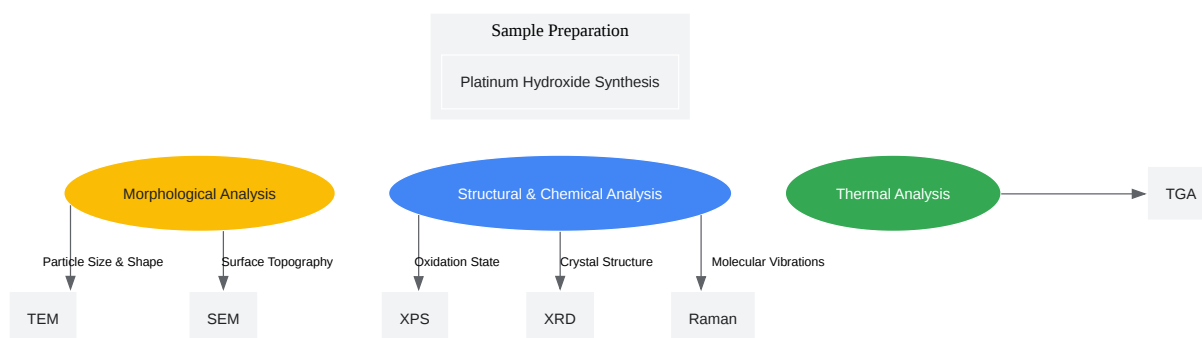 Sample Preparation
Platinum Hydroxide Synthesis
Morphological Analysis
Structural & Chemical Analysis
Thermal Analysis
TGA
Particle Size & Shape
Surface Topography
Oxidation State
Crystal Structure
Molecular Vibrations
TEM
SEM
XPS
XRD
Raman